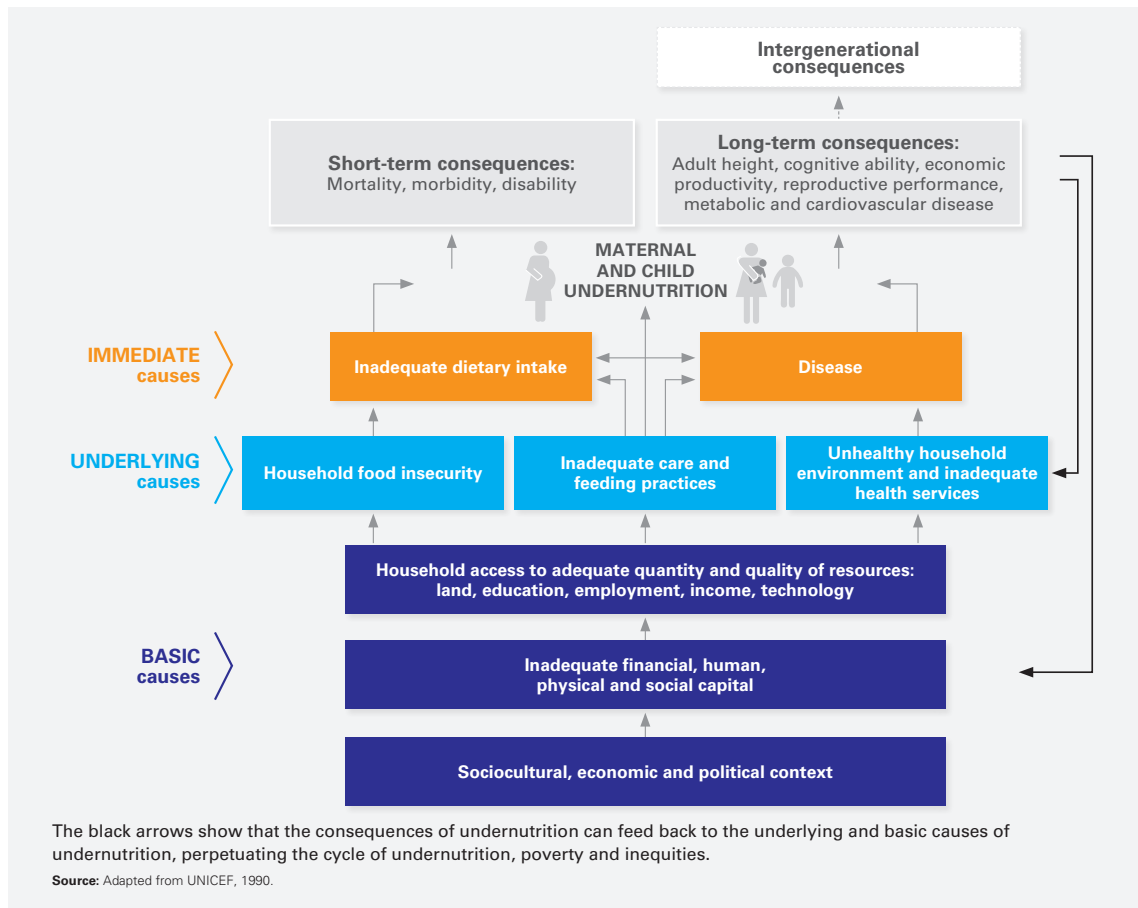 Intergenerational
consequences
Short-term consequences:
Mortality, morbidity, disability
Long-term consequences:
Adult height, cognitive ability, economic
productivity, reproductive performance,
metabolic and cardiovascular disease
MATERNAL
AND CHILD
UNDERNUTRITION
IMMEDIATE
causes
Inadequate dietary intake
Disease
UNDERLYING
causes
Household food insecurity
Inadequate care and
feeding practices
Unhealthy household
environment and inadequate
health services
Household access to adequate quantity and quality of resources:
land, education, employment, income, technology
BASIC
causes
Inadequate financial, human,
physical and social capital
Sociocultural, economic and political context
The black arrows show that the consequences of undernutrition can feed back to the underlying and basic causes of
undernutrition, perpetuating the cycle of undernutrition, poverty and inequities.
Source: Adapted from UNICEF, 1990.